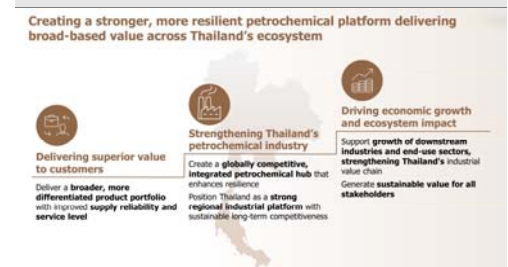 Creating a stronger, more resilient petrochemical platform delivering
broad-based value across Thailand's ecosystem
Delivering superior value
to customers
Deliver a broader, more
differentiated product portfolio
with improved supply reliability and
service level
Strengthening Thailand's
petrochemical industry
Create a globally competitive,
integrated petrochemical hub that
enhances resilience
Position Thailand as a strong
regional industrial platform with
sustainable long-term competitiveness
Driving economic growth
and ecosystem impact
Support growth of downstream
industries and end-use sectors,
strengthening Thailand's industrial
value chain
Generate sustainable value for all
stakeholders